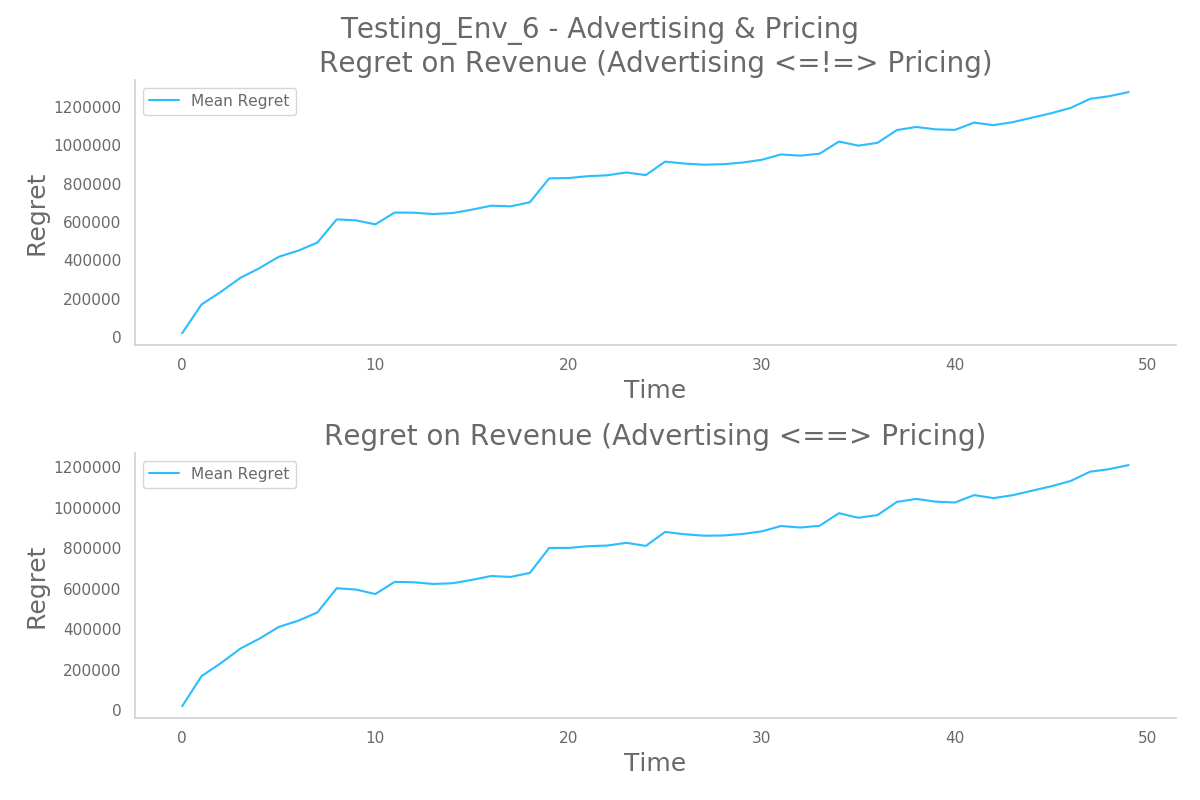 Testing_Env_6 - Advertising & Pricing
Regret on Revenue (Advertising <=!=> Pricing)
Mean Regret
1200000
1000000
800000
600000
400000
200000
0
Regret
0 10 20 30 40 50
Time
Regret on Revenue (Advertising <==> Pricing)
Mean Regret
1200000
1000000
800000
600000
400000
200000
0
Regret
0 10 20 30 40 50
Time